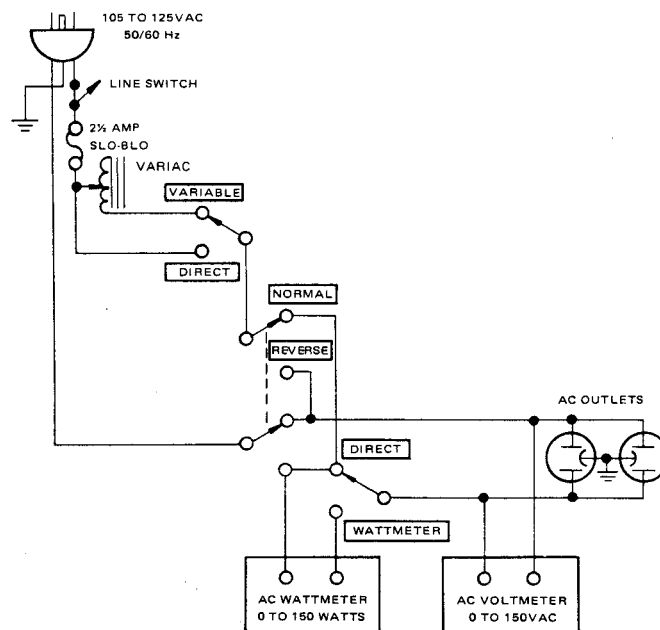 105 TO 125VAC
50/60 Hz
LINE SWITCH
2½ AMP
SLO-BLO
VARIAC
VARIABLE
DIRECT
NORMAL
REVERSE
AC OUTLETS
DIRECT
WATTMETER
AC WATTMETER
0 TO 150 WATTS
AC VOLTMETER
0 TO 150VAC